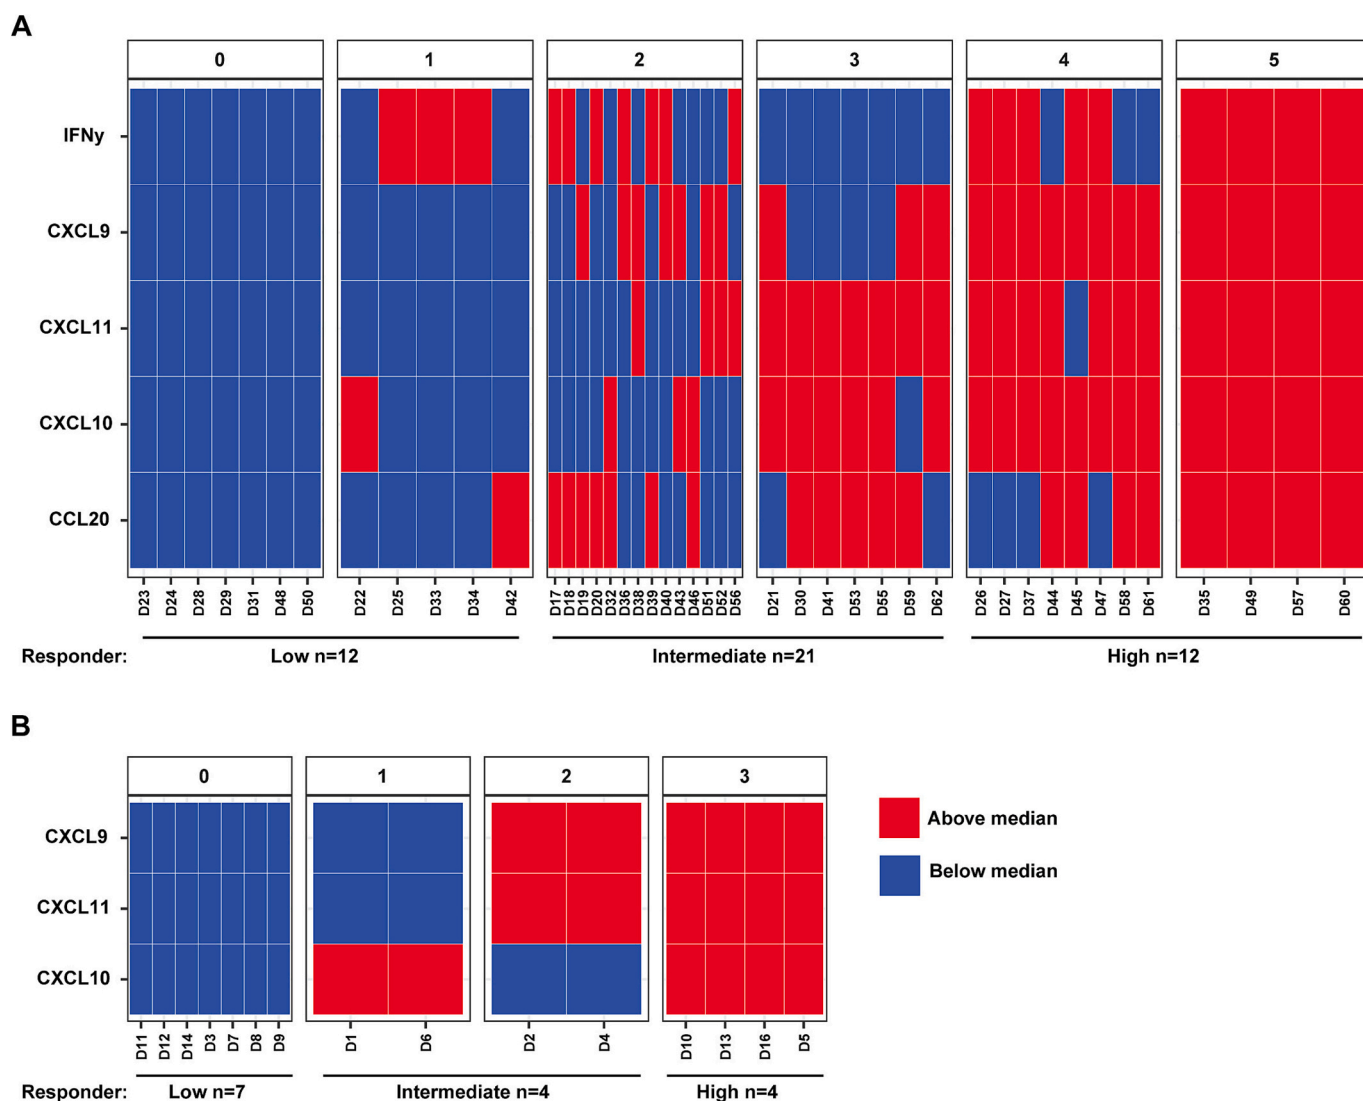 A
0 1 2 3 4 5
IFNy
CXCL9
CXCL11
CXCL10
CCL20
D23 D24 D28 D29 D31 D48 D50 D22 D25 D33 D34 D42 D17 D18 D19 D20 D32 D36 D38 D39 D40 D43 D46 D51 D52 D56 D21 D30 D41 D53 D55 D59 D62 D26 D27 D37 D44 D45 D47 D58 D61 D35 D49 D57 D60
Responder: Low n=12 Intermediate n=21 High n=12
B
0 1 2 3
CXCL9
CXCL11
CXCL10
Above median
Below median
D11 D12 D14 D3 D7 D8 D9 D1 D6 D2 D4 D10 D13 D16 D5
Responder: Low n=7 Intermediate n=4 High n=4